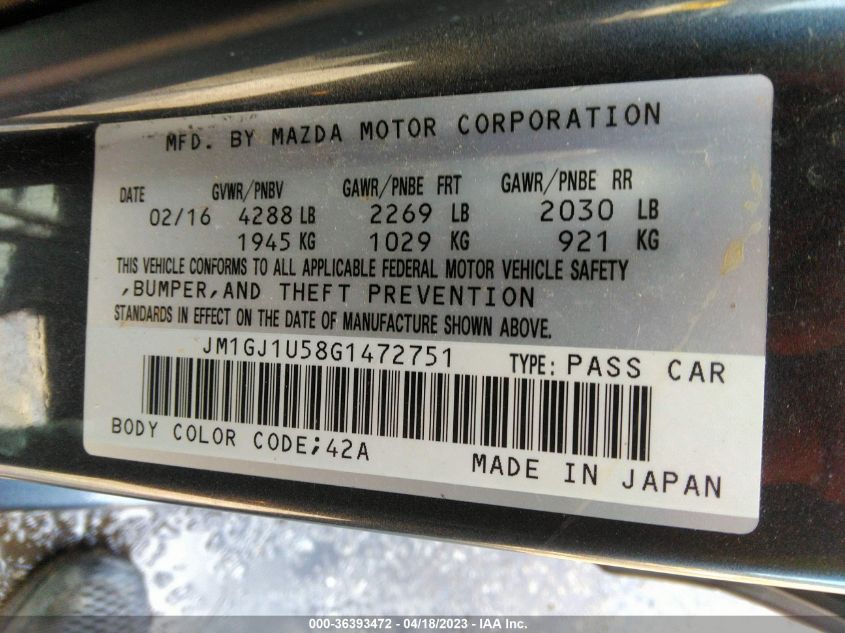 MFD. BY MAZDA MOTOR CORPORATION
DATE GVWR/PNBV GAWR/PNBE FRT GAWR/PNBE RR
02/16 4288 LB 2269 LB 2030 LB
1945 KG 1029 KG 921 KG
THIS VEHICLE CONFORMS TO ALL APPLICABLE FEDERAL MOTOR VEHICLE SAFETY
,BUMPER,AND THEFT PREVENTION
STANDARDS IN EFFECT ON THE DATE OF MANUFACTURE SHOWN ABOVE.
JM1GJ1U58G1472751 TYPE: PASS CAR
BODY COLOR CODE;42A MADE IN JAPAN
000-36393472 - 04/18/2023 - IAA Inc.